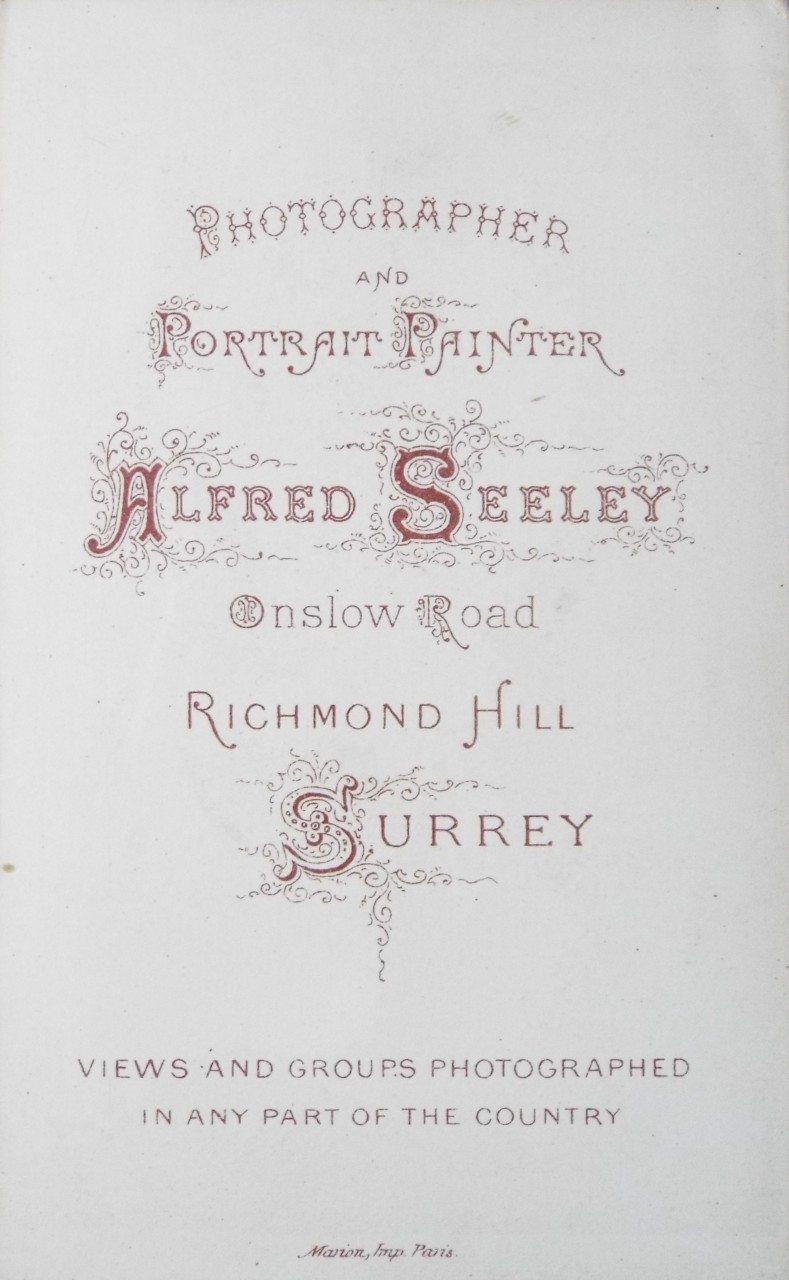 PHOTOGRAPHER
AND
PORTRAIT PAINTER
ALFRED SEELEY
Onslow Road
RICHMOND HILL
SURREY
VIEWS AND GROUPS PHOTOGRAPHED
IN ANY PART OF THE COUNTRY
Marion, Imp. Paris.